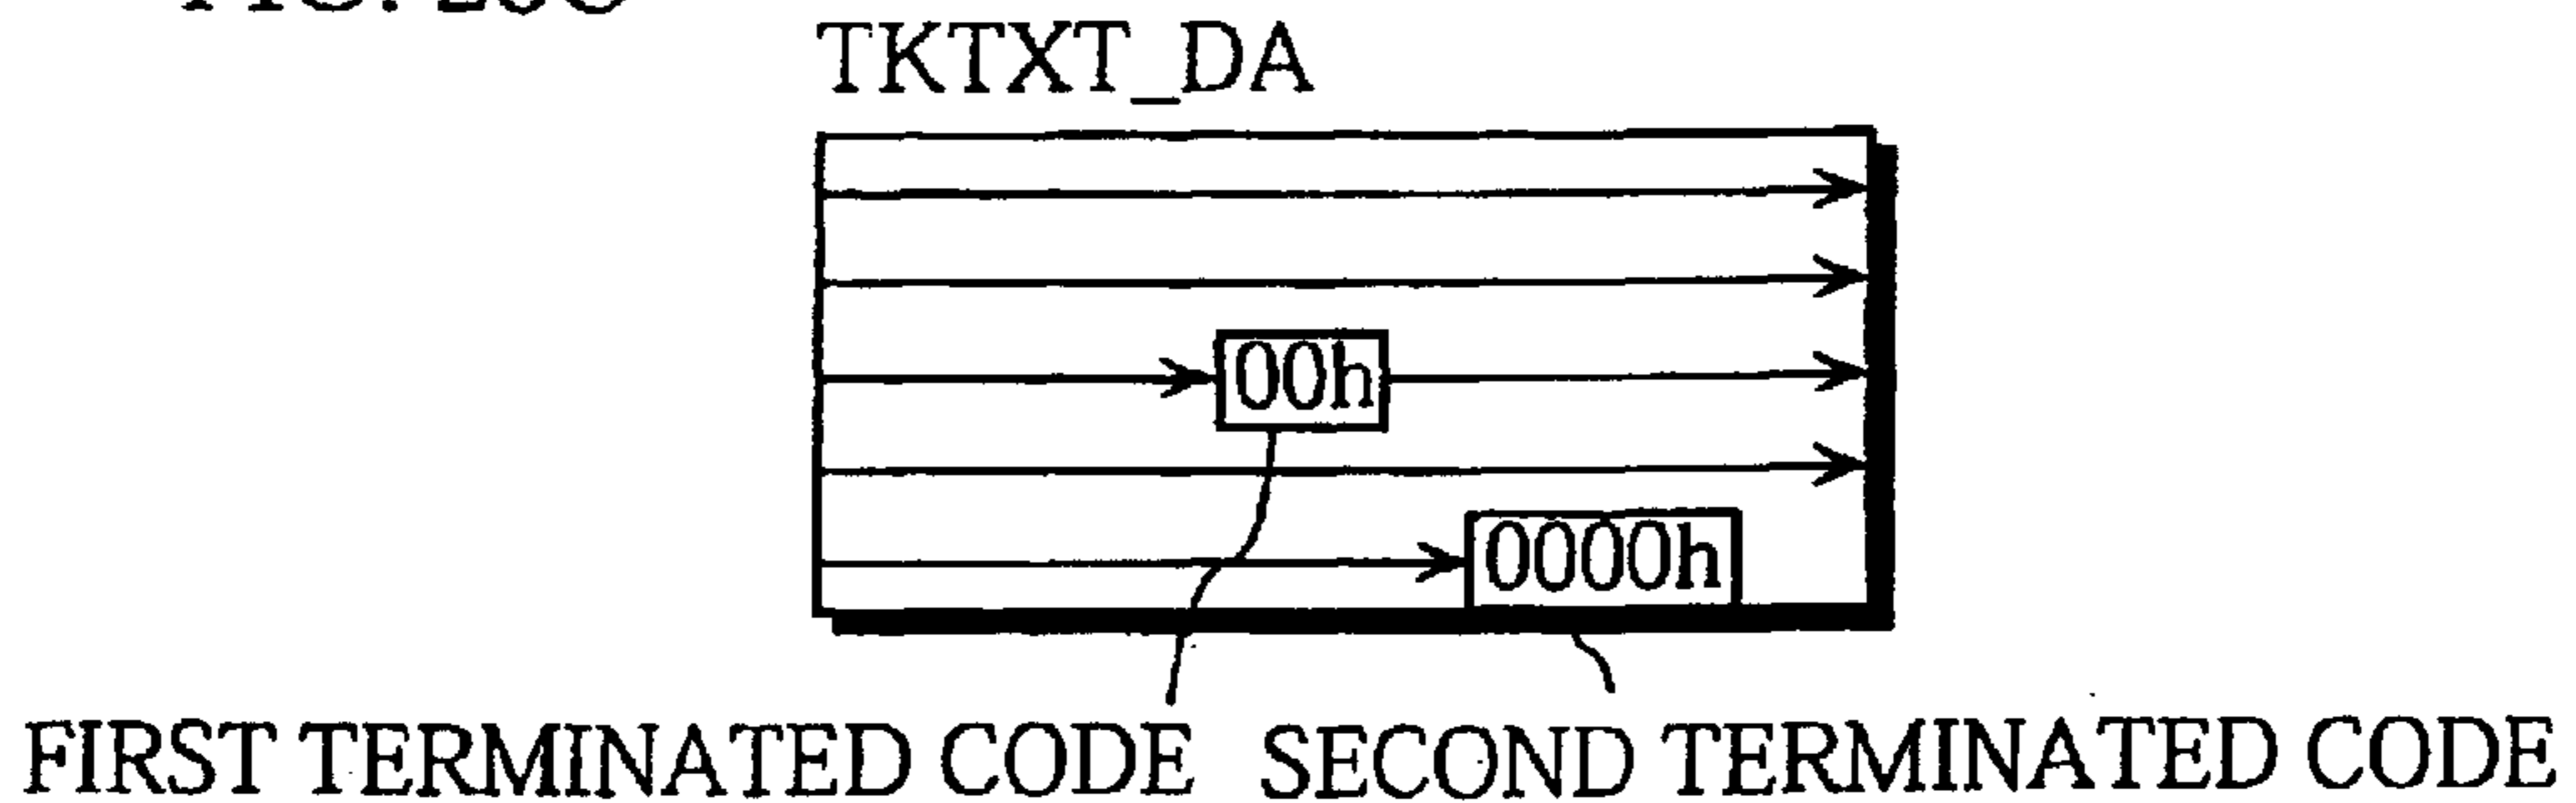 TKTXT_DA
00h
0000h
FIRST TERMINATED CODE SECOND TERMINATED CODE